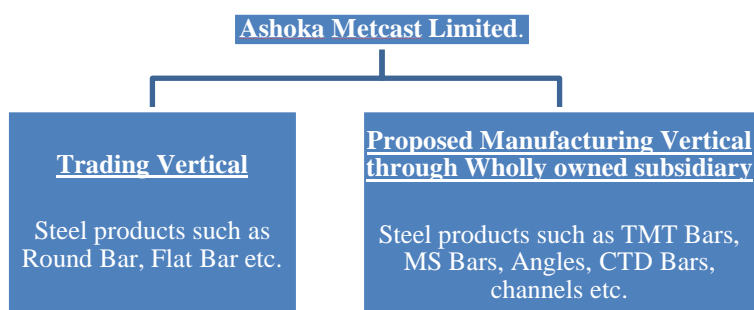 Ashoka Metcast Limited.
Trading Vertical
Steel products such as
Round Bar, Flat Bar etc.
Proposed Manufacturing Vertical
through Wholly owned subsidiary
Steel products such as TMT Bars,
MS Bars, Angles, CTD Bars,
channels etc.